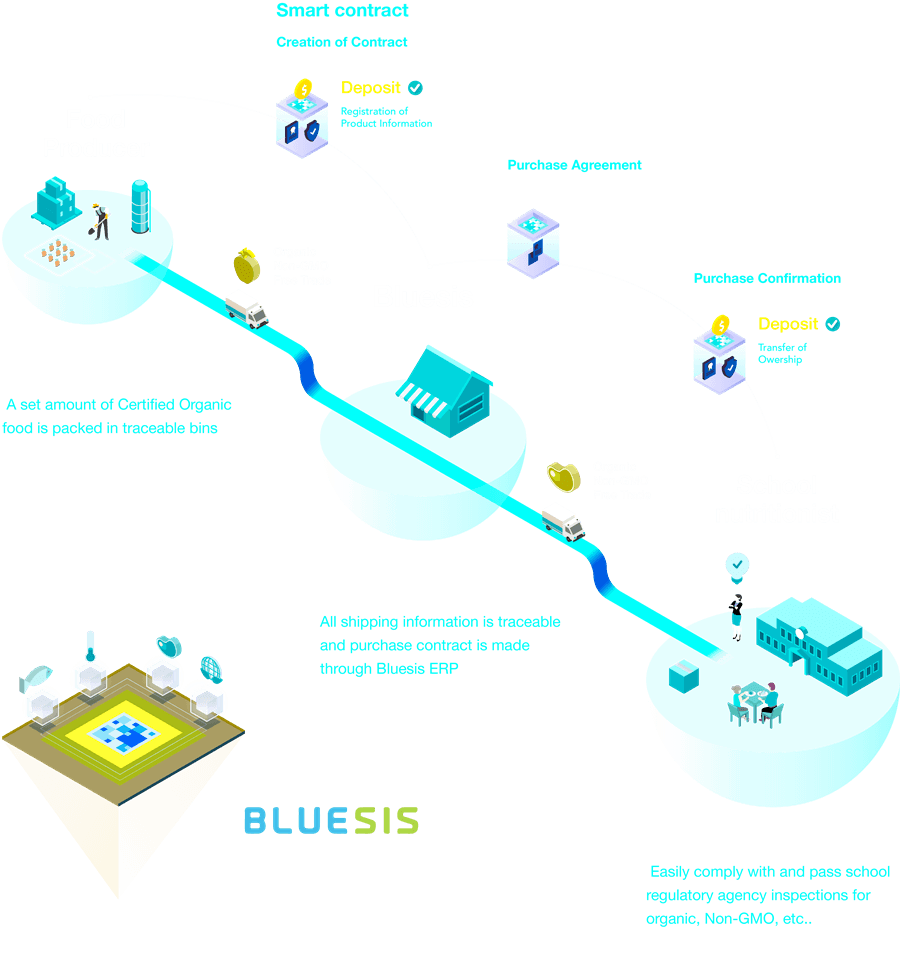 Smart contract
Creation of Contract
Deposit
Registration of
Product Information
Purchase Agreement
Purchase Confirmation
Deposit
Transfer of
Owership
A set amount of Certified Organic
food is packed in traceable bins
All shipping information is traceable
and purchase contract is made
through Bluesis ERP
BLUESIS
Easily comply with and pass school
regulatory agency inspections for
organic, Non-GMO, etc..